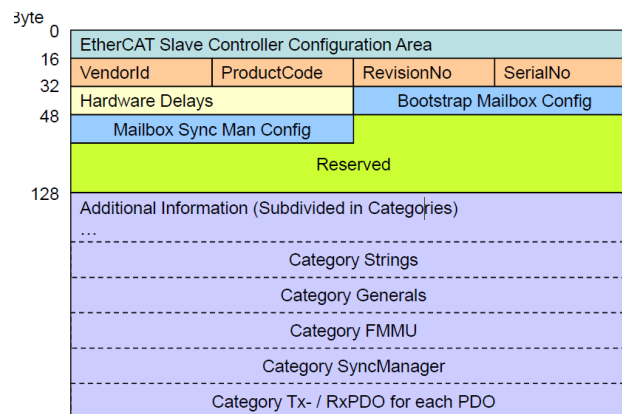 Byte
0
EtherCAT Slave Controller Configuration Area
16
VendorId ProductCode RevisionNo SerialNo
32
Hardware Delays Bootstrap Mailbox Config
48
Mailbox Sync Man Config
Reserved
128
Additional Information (Subdivided in Categories)
...
Category Strings
Category Generals
Category FMMU
Category SyncManager
Category Tx- / RxPDO for each PDO